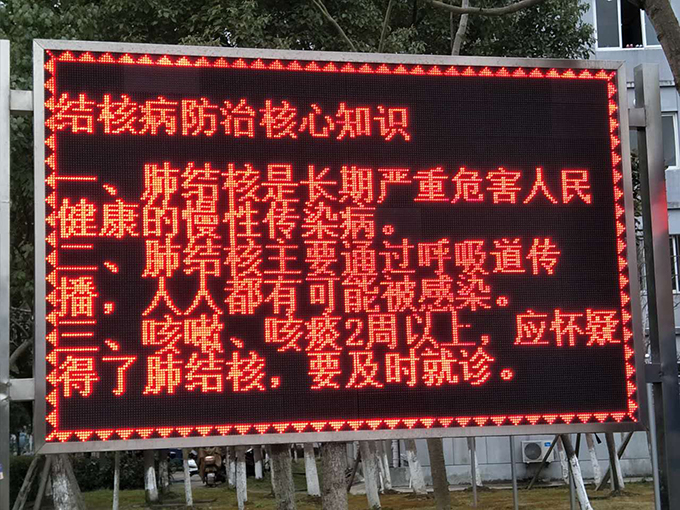 结核病防治核心知识
一、肺结核是长期严重危害人民
健康的慢性传染病。
二、肺结核主要通过呼吸道传
播，人人都有可能被感染。
三、咳嗽、咳痰2周以上，应怀疑
得了肺结核，要及时就诊。